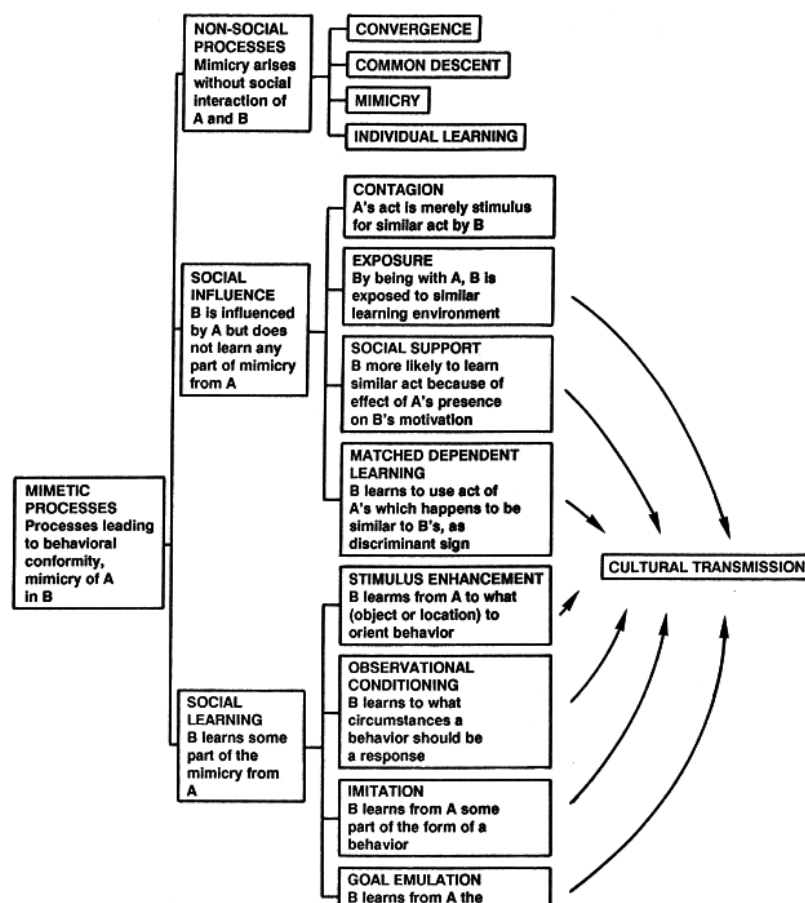 NON-SOCIAL
PROCESSES
Mimicry arises
without social
interaction of
A and B
CONVERGENCE
COMMON DESCENT
MIMICRY
INDIVIDUAL LEARNING
SOCIAL
INFLUENCE
B is influenced
by A but does
not learn any
part of mimicry
from A
CONTAGION
A's act is merely stimulus
for similar act by B
EXPOSURE
By being with A, B is
exposed to similar
learning environment
SOCIAL SUPPORT
B more likely to learn
similar act because of
effect of A's presence
on B's motivation
MATCHED DEPENDENT
LEARNING
B learns to use act of
A's which happens to be
similar to B's, as
discriminant sign
MIMETIC
PROCESSES
Processes leading
to behavioral
conformity,
mimicry of A
in B
CULTURAL TRANSMISSION
SOCIAL
LEARNING
B learns some
part of the
mimicry from
A
STIMULUS ENHANCEMENT
B learns from A to what
(object or location) to
orient behavior
OBSERVATIONAL
CONDITIONING
B learns to what
circumstances a
behavior should be
a response
IMITATION
B learns from A some
part of the form of a
behavior
GOAL EMULATION
B learns from A the